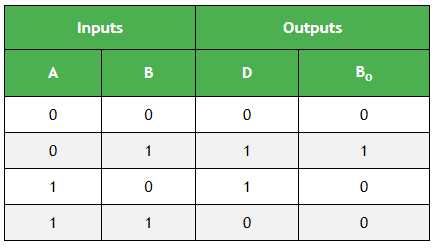 Inputs Outputs
A B D B₀
0 0 0 0
0 1 1 1
1 0 1 0
1 1 0 0